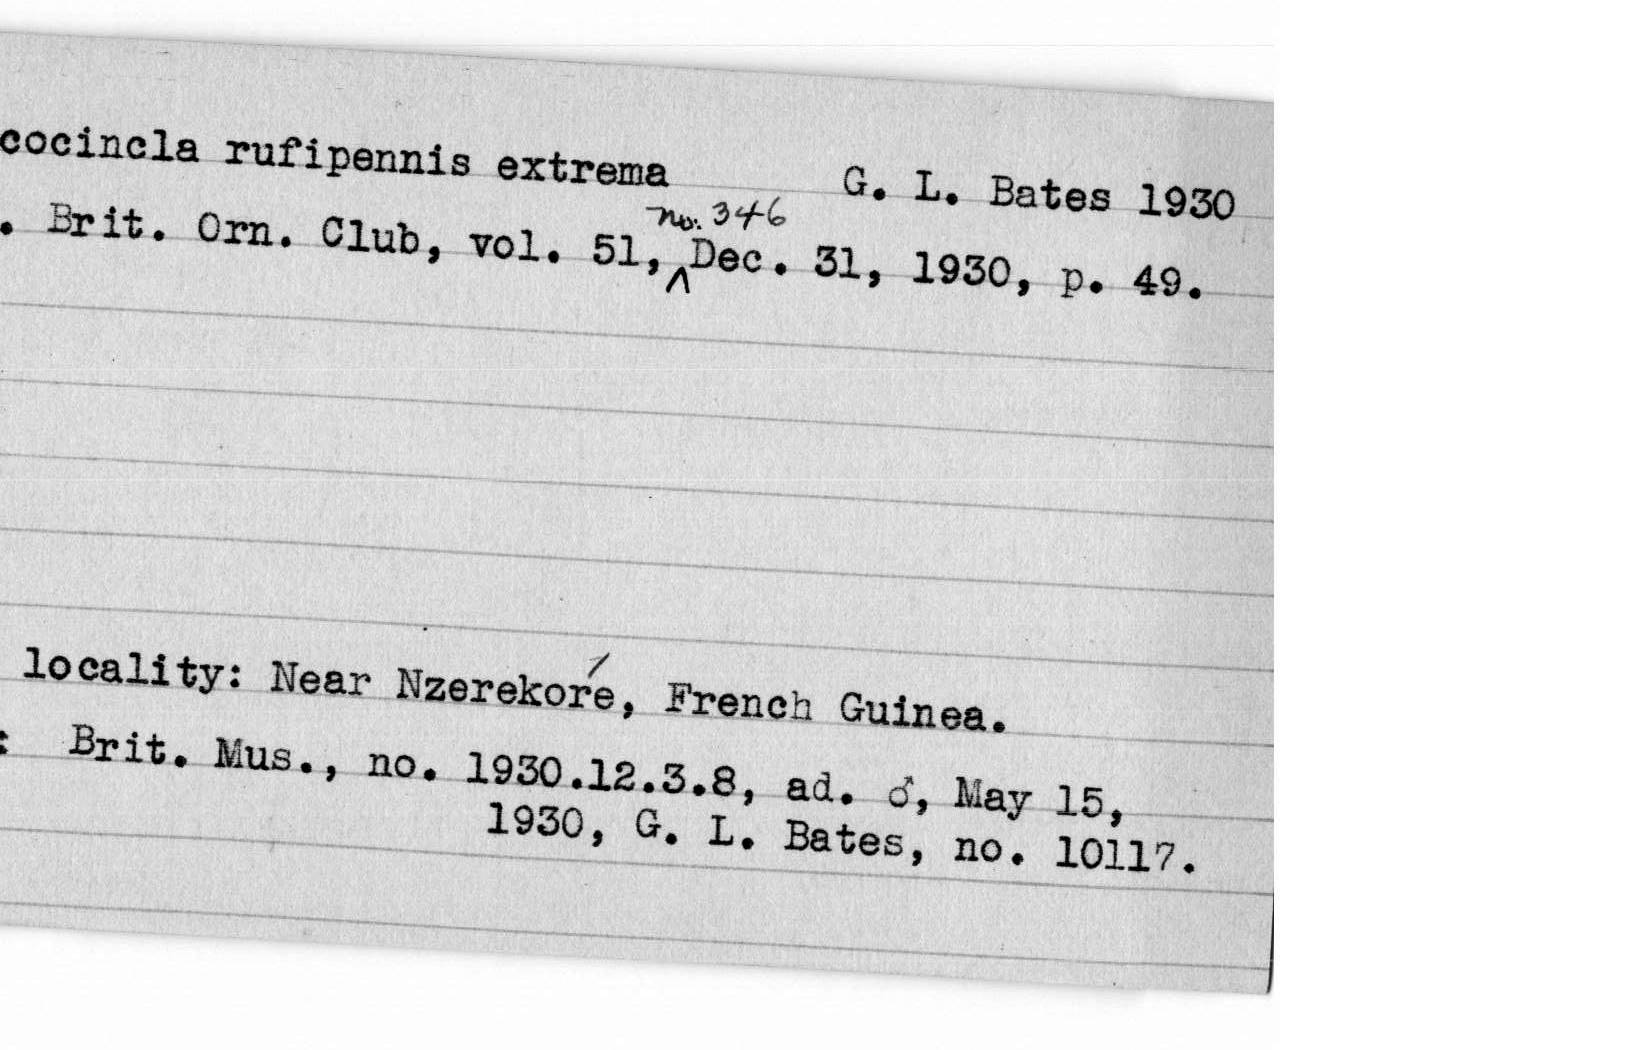 cocincla rufipennis extrema G. L. Bates 1930
. Brit. Orn. Club, vol. 51, no. 346 Dec. 31, 1930, p. 49.
locality: Near Nzerekoré, French Guinea.
: Brit. Mus., no. 1930.12.3.8, ad. ♂, May 15,
1930, G. L. Bates, no. 10117.